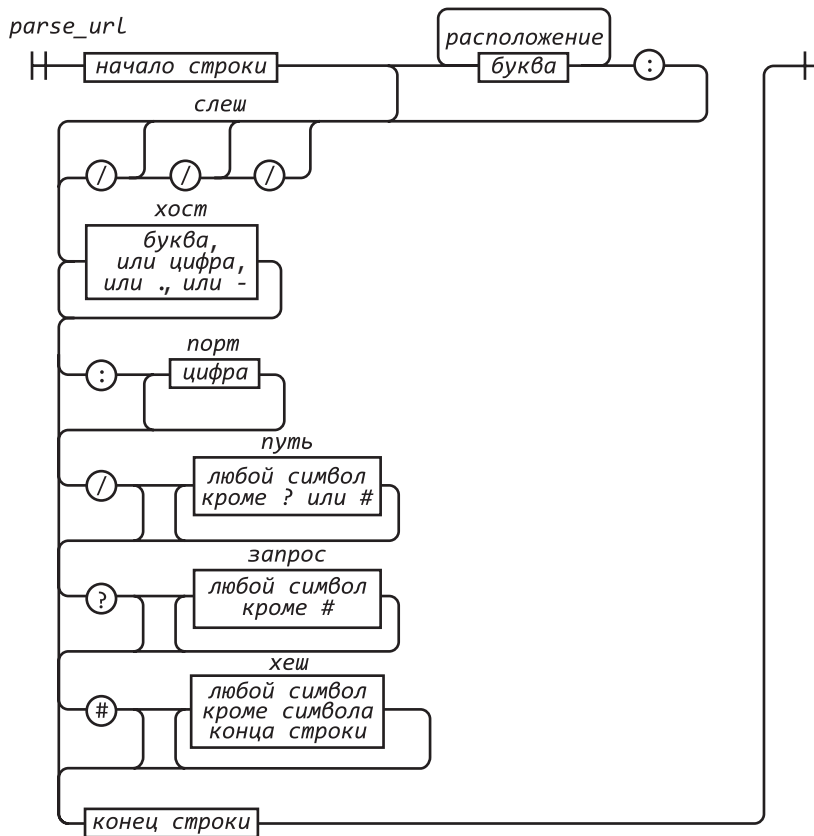 parse_url
расположение
начало строки
буква
:
слеш
/ / /
хост
буква,
или цифра,
или ., или -
порт
:
цифра
путь
/
любой символ
кроме ? или #
запрос
?
любой символ
кроме #
хеш
#
любой символ
кроме символа
конца строки
конец строки